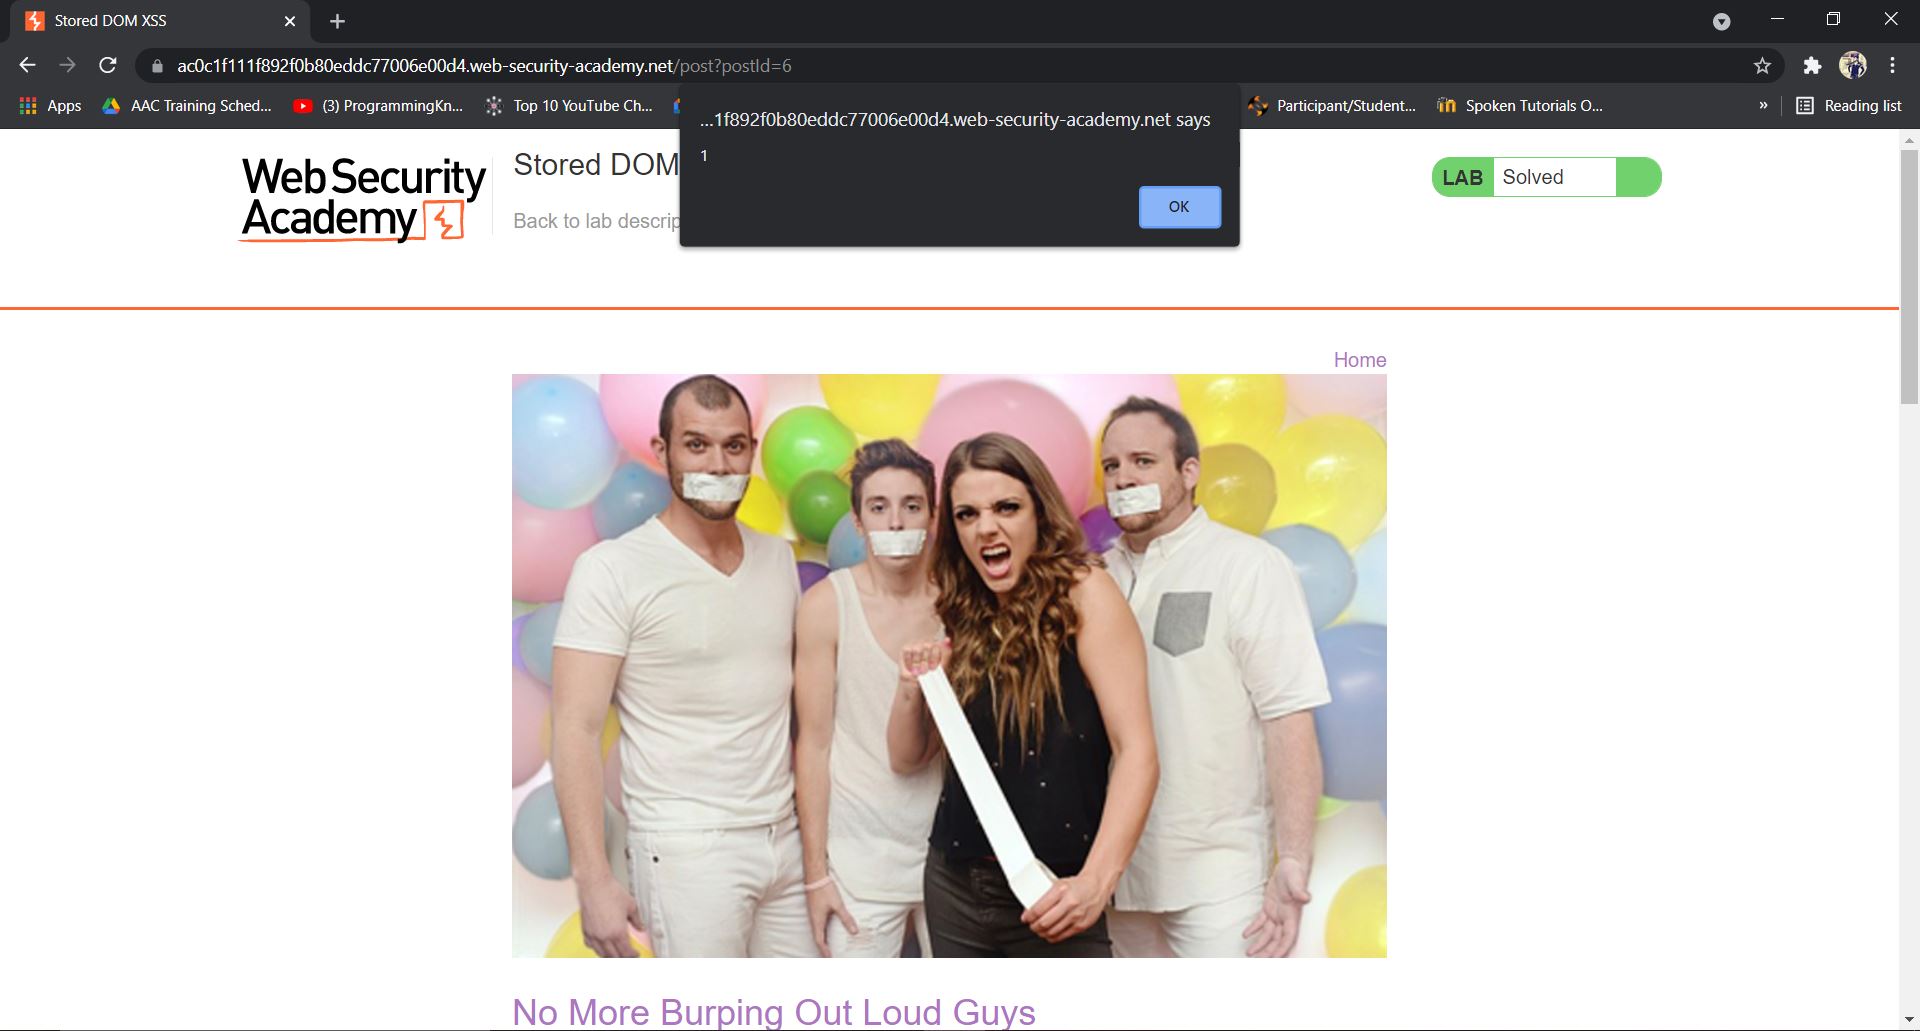 Stored DOM XSS
ac0c1f111f892f0b80eddc77006e00d4.web-security-academy.net/post?postId=6
Apps AAC Training Sched... (3) ProgrammingKn... Top 10 YouTube Ch... Participant/Student... Spoken Tutorials O... » Reading list
...1f892f0b80eddc77006e00d4.web-security-academy.net says
1
OK
Web Security
Academy
Stored DOM
Back to lab descrip
LAB Solved
Home
No More Burping Out Loud Guys